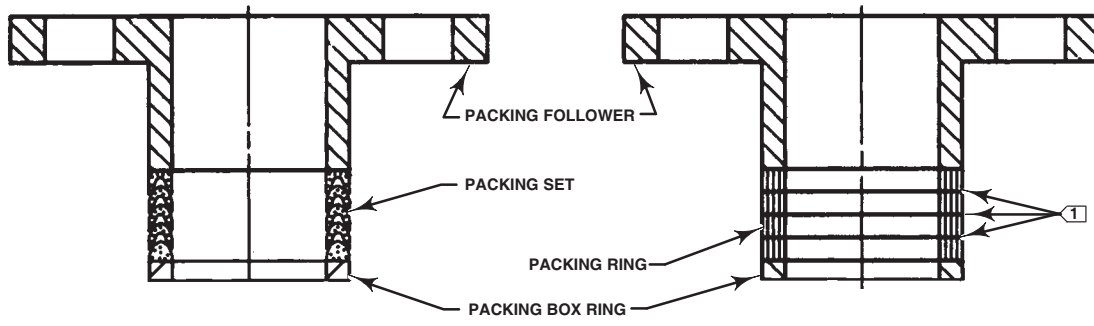 PACKING FOLLOWER
PACKING SET
1
PACKING RING
PACKING BOX RING